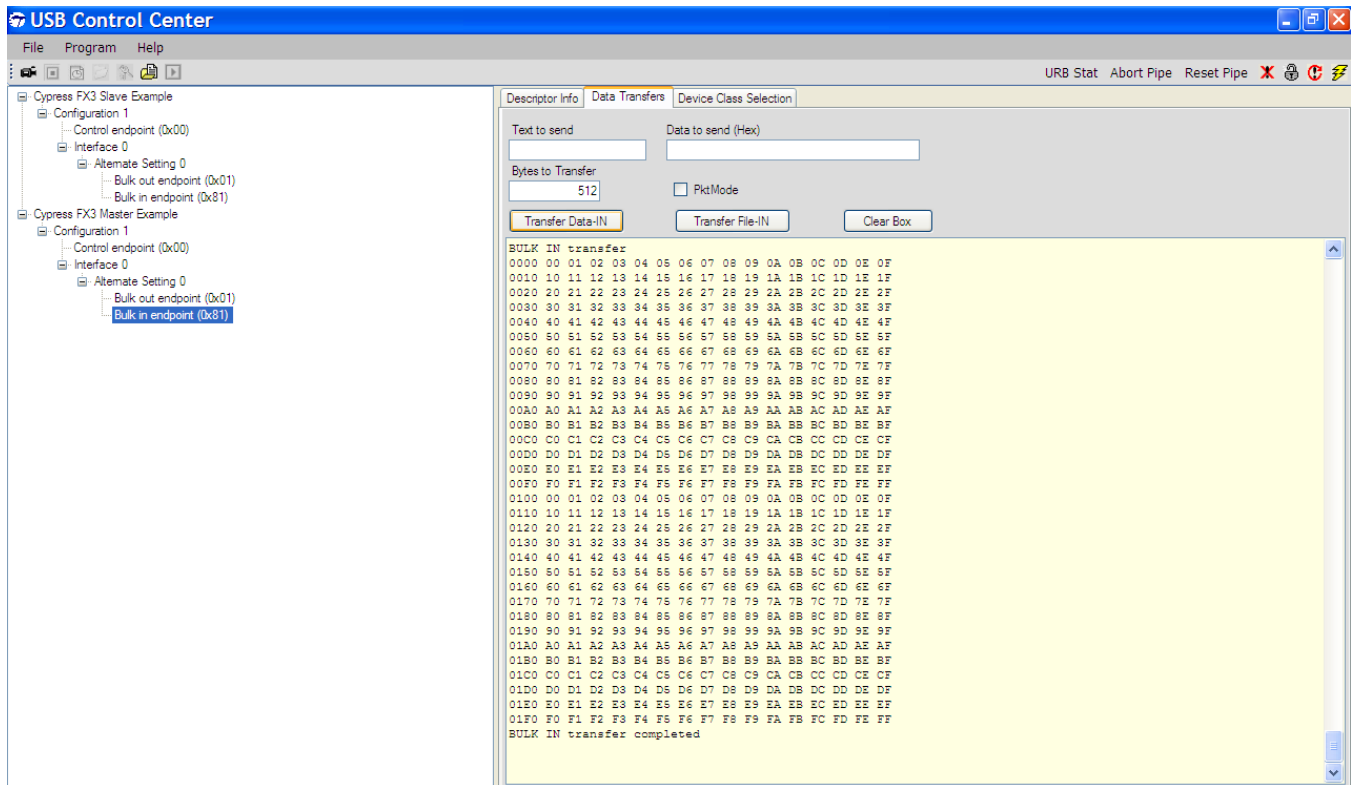 USB Control Center
File Program Help
URB Stat Abort Pipe Reset Pipe
Cypress FX3 Slave Example
Configuration 1
Control endpoint (0x00)
Interface 0
Alternate Setting 0
Bulk out endpoint (0x01)
Bulk in endpoint (0x81)
Cypress FX3 Master Example
Configuration 1
Control endpoint (0x00)
Interface 0
Alternate Setting 0
Bulk out endpoint (0x01)
Bulk in endpoint (0x81)
Descriptor Info Data Transfers Device Class Selection
Text to send Data to send (Hex)
Bytes to Transfer
512 PktMode
Transfer Data-IN Transfer File-IN Clear Box
BULK IN transfer
0000 00 01 02 03 04 05 06 07 08 09 0A 0B 0C 0D 0E 0F
0010 10 11 12 13 14 15 16 17 18 19 1A 1B 1C 1D 1E 1F
0020 20 21 22 23 24 25 26 27 28 29 2A 2B 2C 2D 2E 2F
0030 30 31 32 33 34 35 36 37 38 39 3A 3B 3C 3D 3E 3F
0040 40 41 42 43 44 45 46 47 48 49 4A 4B 4C 4D 4E 4F
0050 50 51 52 53 54 55 56 57 58 59 5A 5B 5C 5D 5E 5F
0060 60 61 62 63 64 65 66 67 68 69 6A 6B 6C 6D 6E 6F
0070 70 71 72 73 74 75 76 77 78 79 7A 7B 7C 7D 7E 7F
0080 80 81 82 83 84 85 86 87 88 89 8A 8B 8C 8D 8E 8F
0090 90 91 92 93 94 95 96 97 98 99 9A 9B 9C 9D 9E 9F
00A0 A0 A1 A2 A3 A4 A5 A6 A7 A8 A9 AA AB AC AD AE AF
00B0 B0 B1 B2 B3 B4 B5 B6 B7 B8 B9 BA BB BC BD BE BF
00C0 C0 C1 C2 C3 C4 C5 C6 C7 C8 C9 CA CB CC CD CE CF
00D0 D0 D1 D2 D3 D4 D5 D6 D7 D8 D9 DA DB DC DD DE DF
00E0 E0 E1 E2 E3 E4 E5 E6 E7 E8 E9 EA EB EC ED EE EF
00F0 F0 F1 F2 F3 F4 F5 F6 F7 F8 F9 FA FB FC FD FE FF
0100 00 01 02 03 04 05 06 07 08 09 0A 0B 0C 0D 0E 0F
0110 10 11 12 13 14 15 16 17 18 19 1A 1B 1C 1D 1E 1F
0120 20 21 22 23 24 25 26 27 28 29 2A 2B 2C 2D 2E 2F
0130 30 31 32 33 34 35 36 37 38 39 3A 3B 3C 3D 3E 3F
0140 40 41 42 43 44 45 46 47 48 49 4A 4B 4C 4D 4E 4F
0150 50 51 52 53 54 55 56 57 58 59 5A 5B 5C 5D 5E 5F
0160 60 61 62 63 64 65 66 67 68 69 6A 6B 6C 6D 6E 6F
0170 70 71 72 73 74 75 76 77 78 79 7A 7B 7C 7D 7E 7F
0180 80 81 82 83 84 85 86 87 88 89 8A 8B 8C 8D 8E 8F
0190 90 91 92 93 94 95 96 97 98 99 9A 9B 9C 9D 9E 9F
01A0 A0 A1 A2 A3 A4 A5 A6 A7 A8 A9 AA AB AC AD AE AF
01B0 B0 B1 B2 B3 B4 B5 B6 B7 B8 B9 BA BB BC BD BE BF
01C0 C0 C1 C2 C3 C4 C5 C6 C7 C8 C9 CA CB CC CD CE CF
01D0 D0 D1 D2 D3 D4 D5 D6 D7 D8 D9 DA DB DC DD DE DF
01E0 E0 E1 E2 E3 E4 E5 E6 E7 E8 E9 EA EB EC ED EE EF
01F0 F0 F1 F2 F3 F4 F5 F6 F7 F8 F9 FA FB FC FD FE FF
BULK IN transfer completed